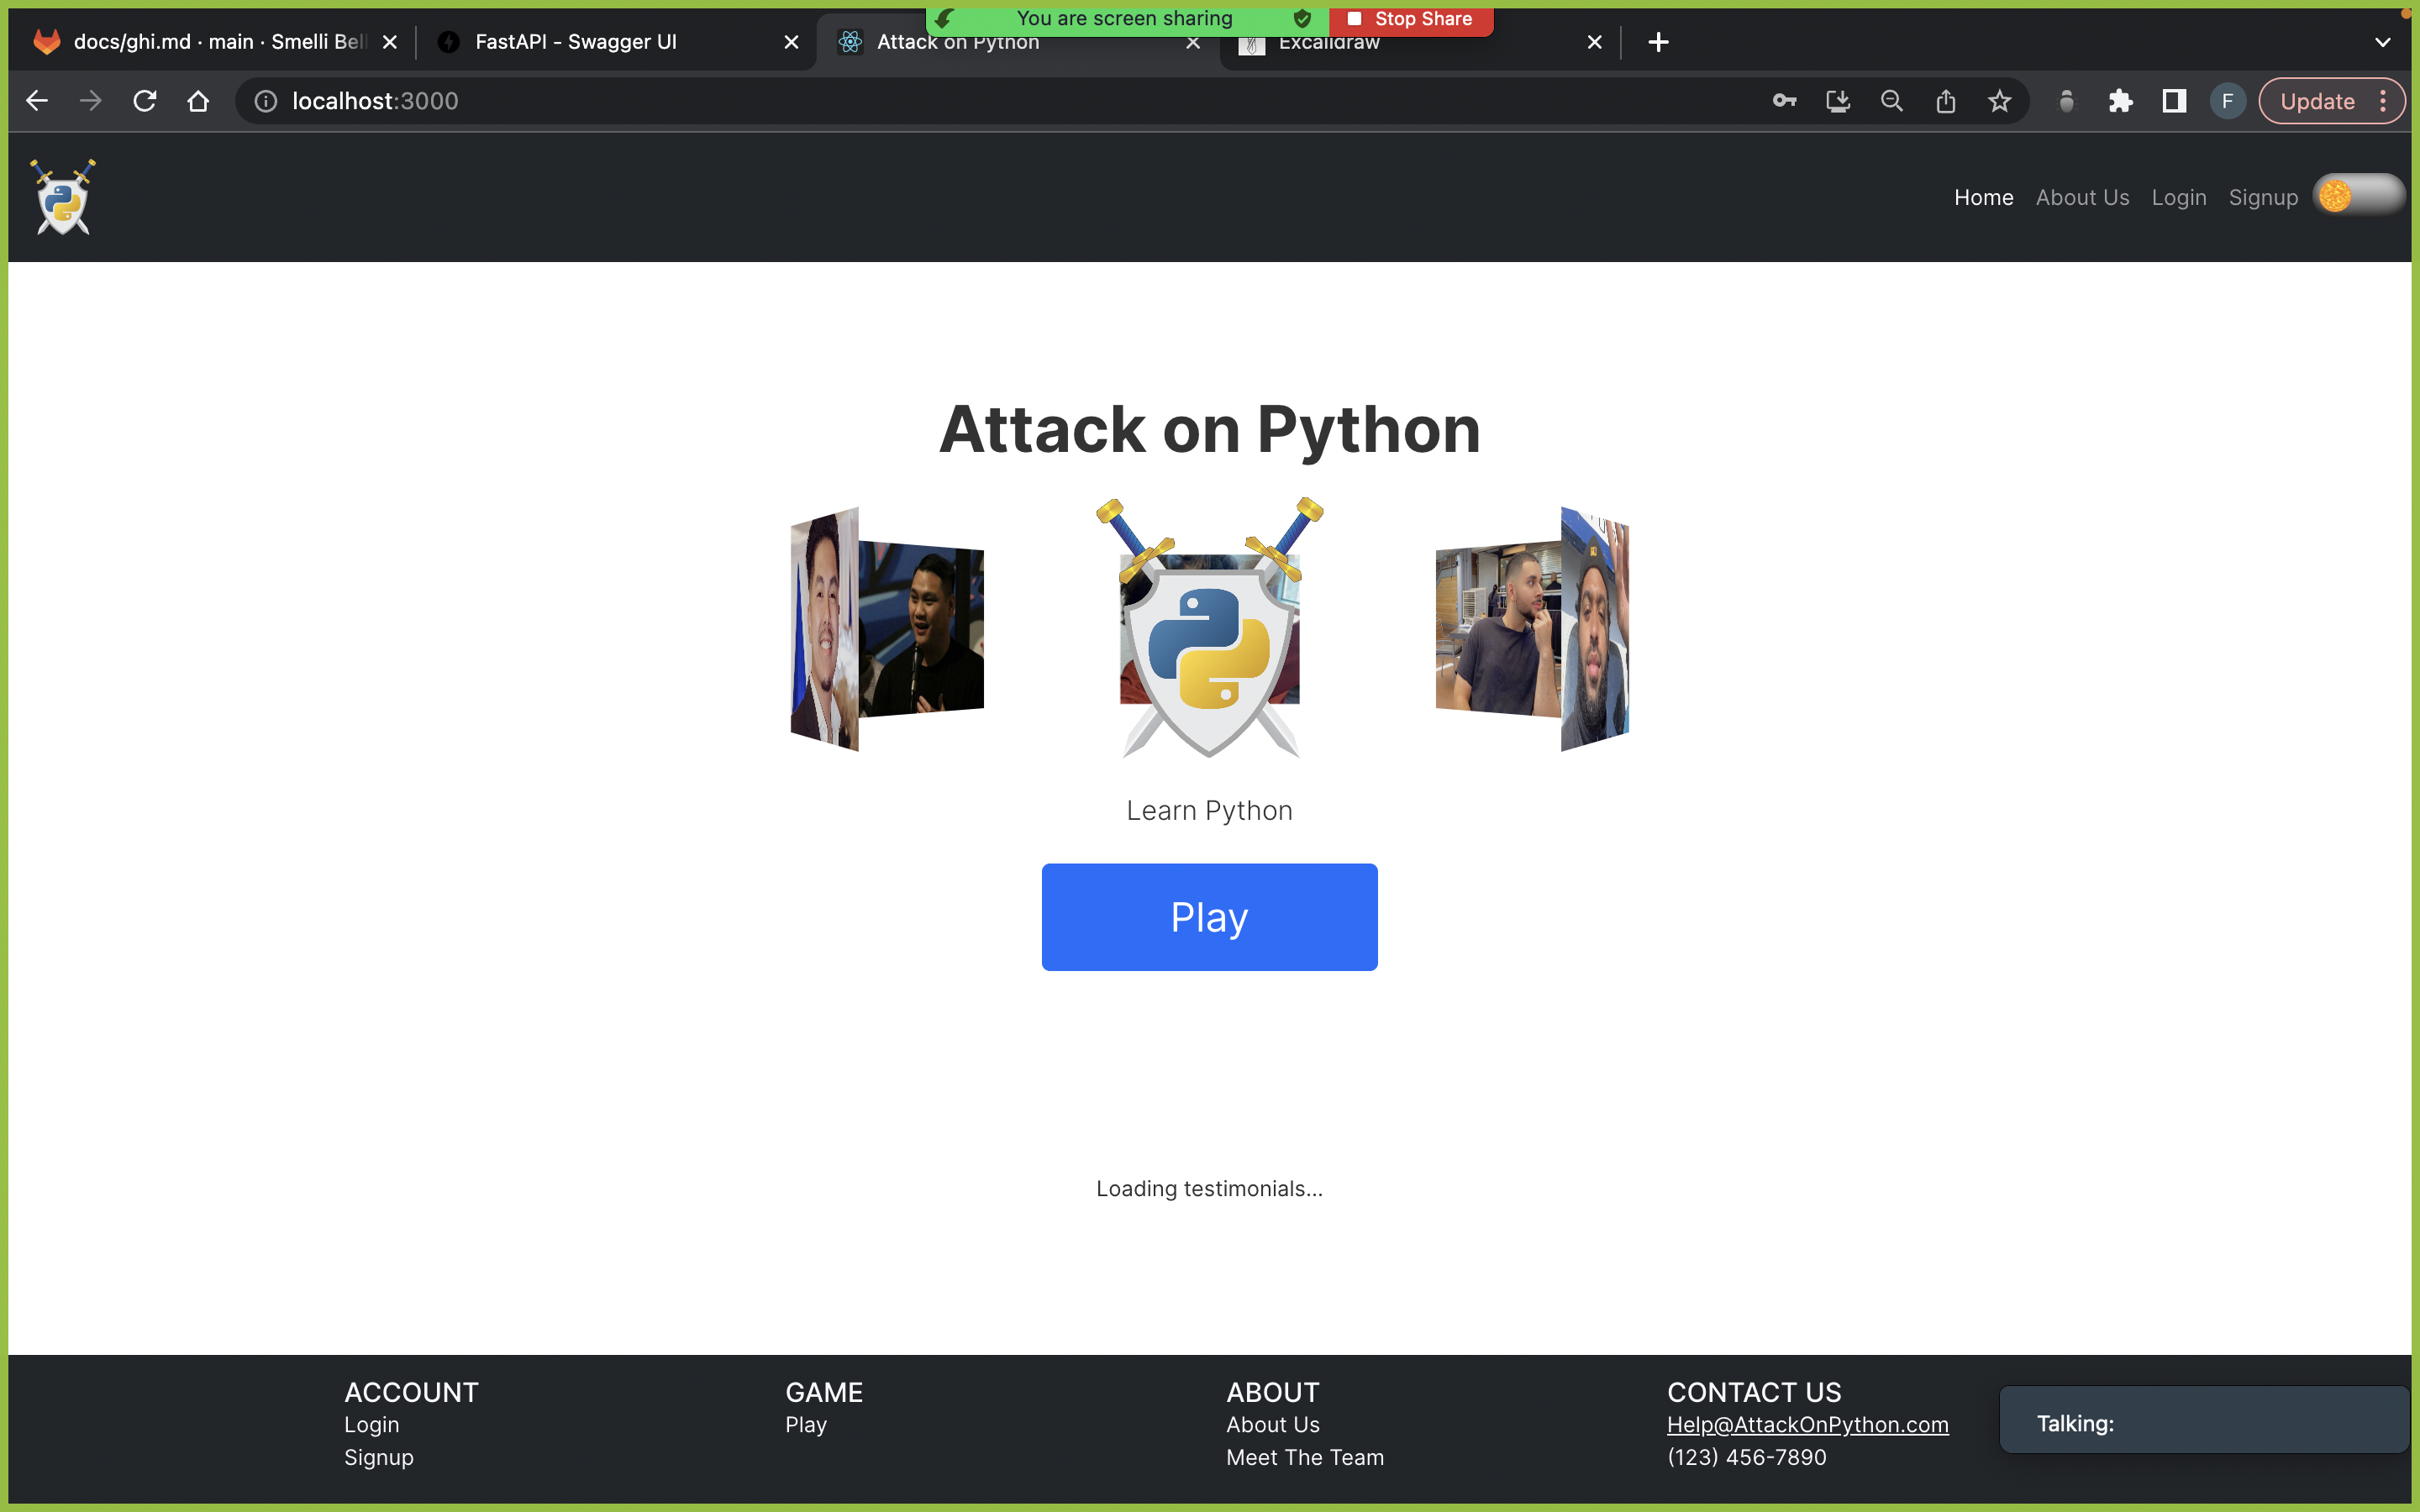 You are screen sharing
Stop Share
docs/ghi.md · main · Smelli Bell
FastAPI - Swagger UI
Attack on Python
Excalidraw
localhost:3000
F
Update
Home
About Us
Login
Signup
Attack on Python
Learn Python
Play
Loading testimonials...
ACCOUNT
Login
Signup
GAME
Play
ABOUT
About Us
Meet The Team
CONTACT US
Help@AttackOnPython.com
(123) 456-7890
Talking: